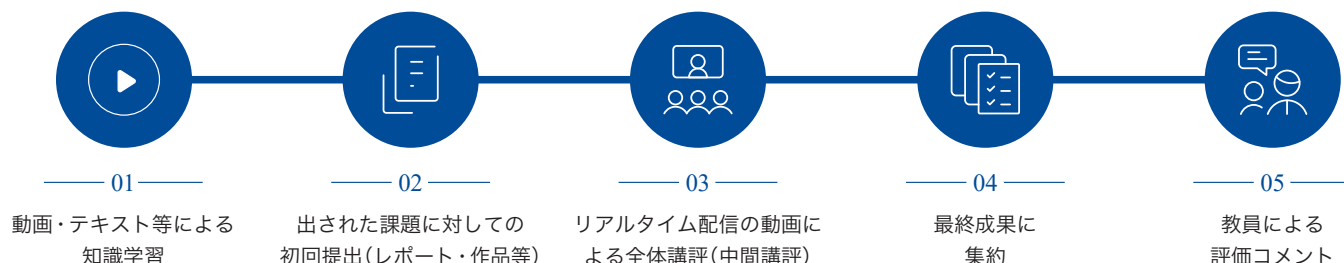 01
動画・テキスト等による
知識学習
02
出された課題に対しての
初回提出（レポート・作品等）
03
リアルタイム配信の動画に
よる全体講評（中間講評）
04
最終成果に
集約
05
教員による
評価コメント